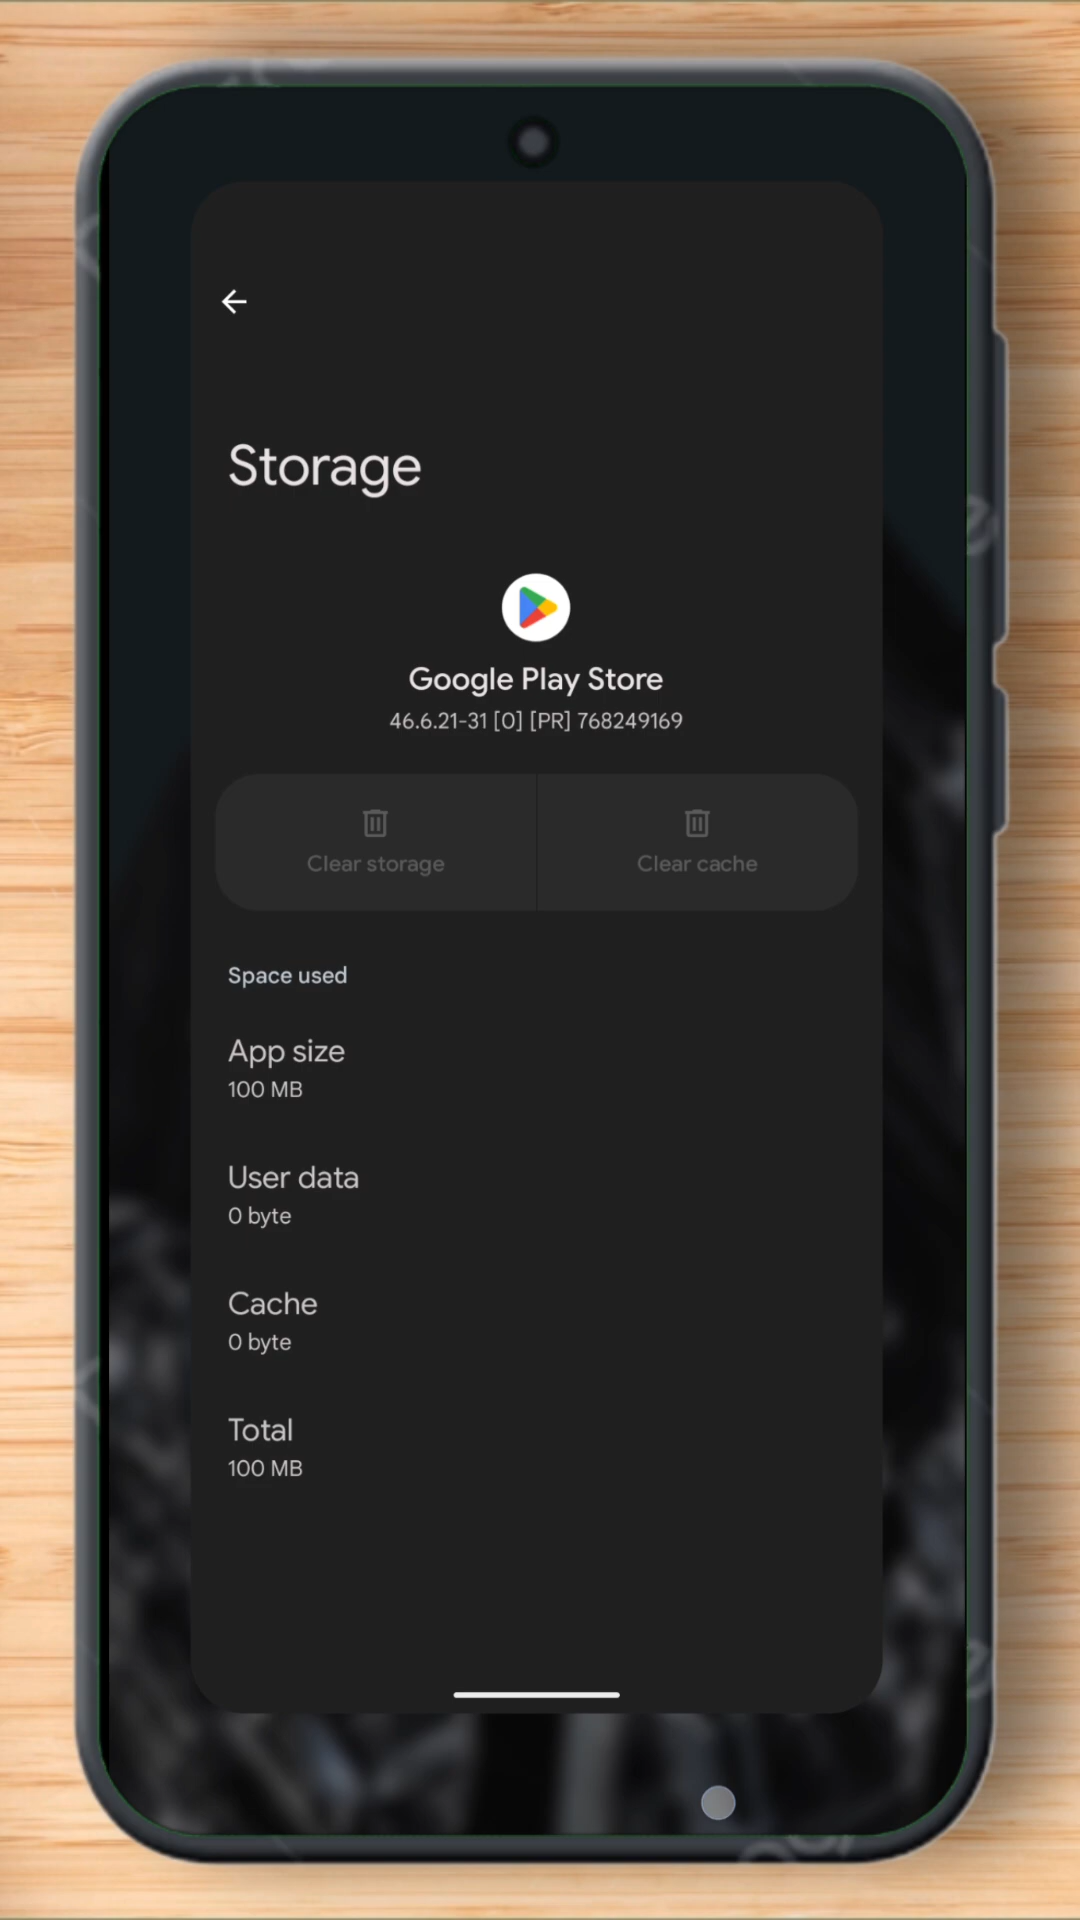 Storage
Google Play Store
46.6.21-31 [0] [PR] 768249169
Clear storage
Clear cache
Space used
App size
100 MB
User data
0 byte
Cache
0 byte
Total
100 MB